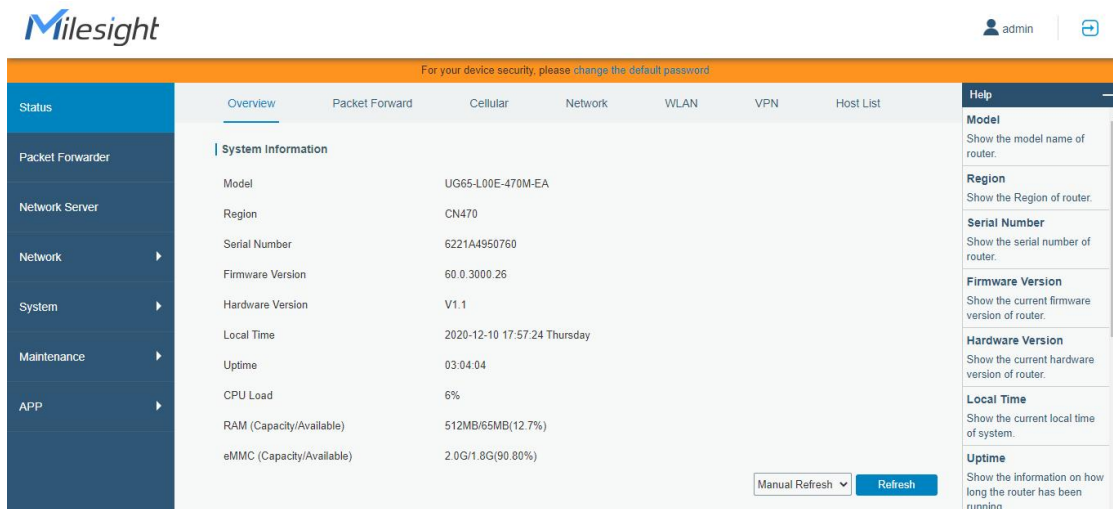 Milesight
admin
For your device security, please change the default password
Status
Packet Forwarder
Network Server
Network
System
Maintenance
APP
Overview Packet Forward Cellular Network WLAN VPN Host List
System Information
Model UG65-L00E-470M-EA
Region CN470
Serial Number 6221A4950760
Firmware Version 60.0.3000.26
Hardware Version V1.1
Local Time 2020-12-10 17:57:24 Thursday
Uptime 03:04:04
CPU Load 6%
RAM (Capacity/Available) 512MB/65MB(12.7%)
eMMC (Capacity/Available) 2.0G/1.8G(90.80%)
Manual Refresh Refresh
Help
Model
Show the model name of
router.
Region
Show the Region of router.
Serial Number
Show the serial number of
router.
Firmware Version
Show the current firmware
version of router.
Hardware Version
Show the current hardware
version of router.
Local Time
Show the current local time
of system.
Uptime
Show the information on how
long the router has been
running.